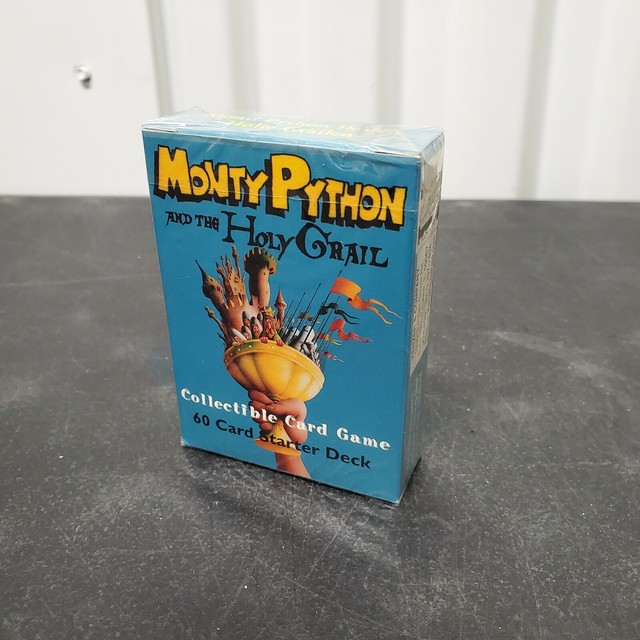 MONTY PYTHON
AND THE HOLY GRAIL
Collectible Card Game
60 Card Starter Deck